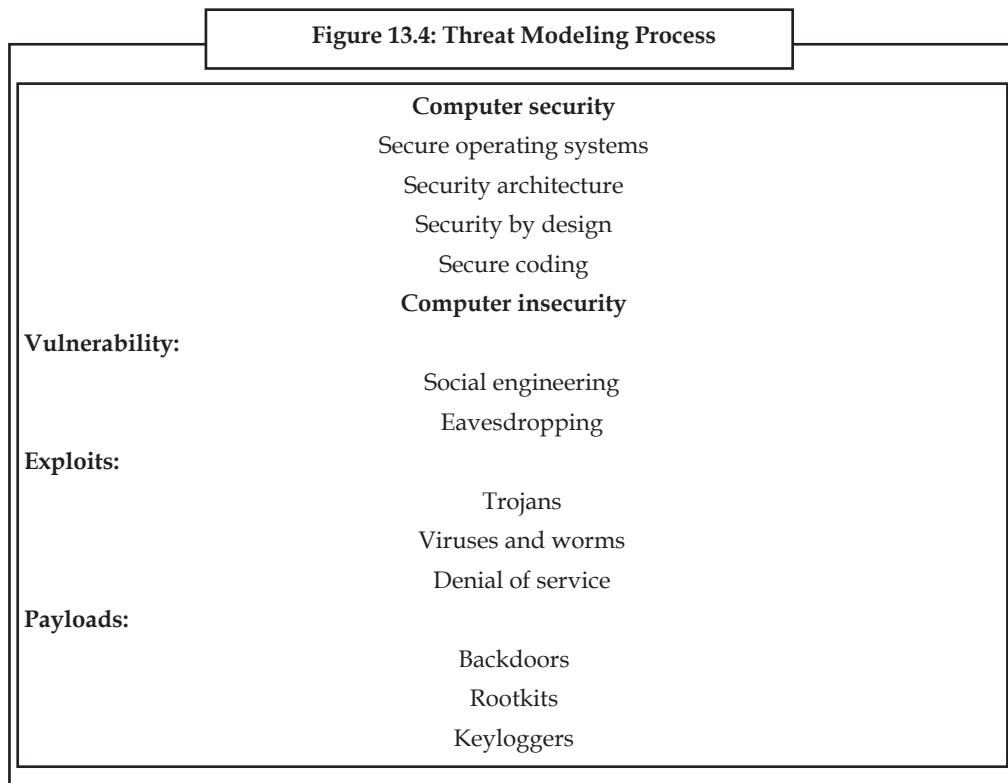 Figure 13.4: Threat Modeling Process
Computer security
Secure operating systems
Security architecture
Security by design
Secure coding
Computer insecurity
Vulnerability:
Social engineering
Eavesdropping
Exploits:
Trojans
Viruses and worms
Denial of service
Payloads:
Backdoors
Rootkits
Keyloggers